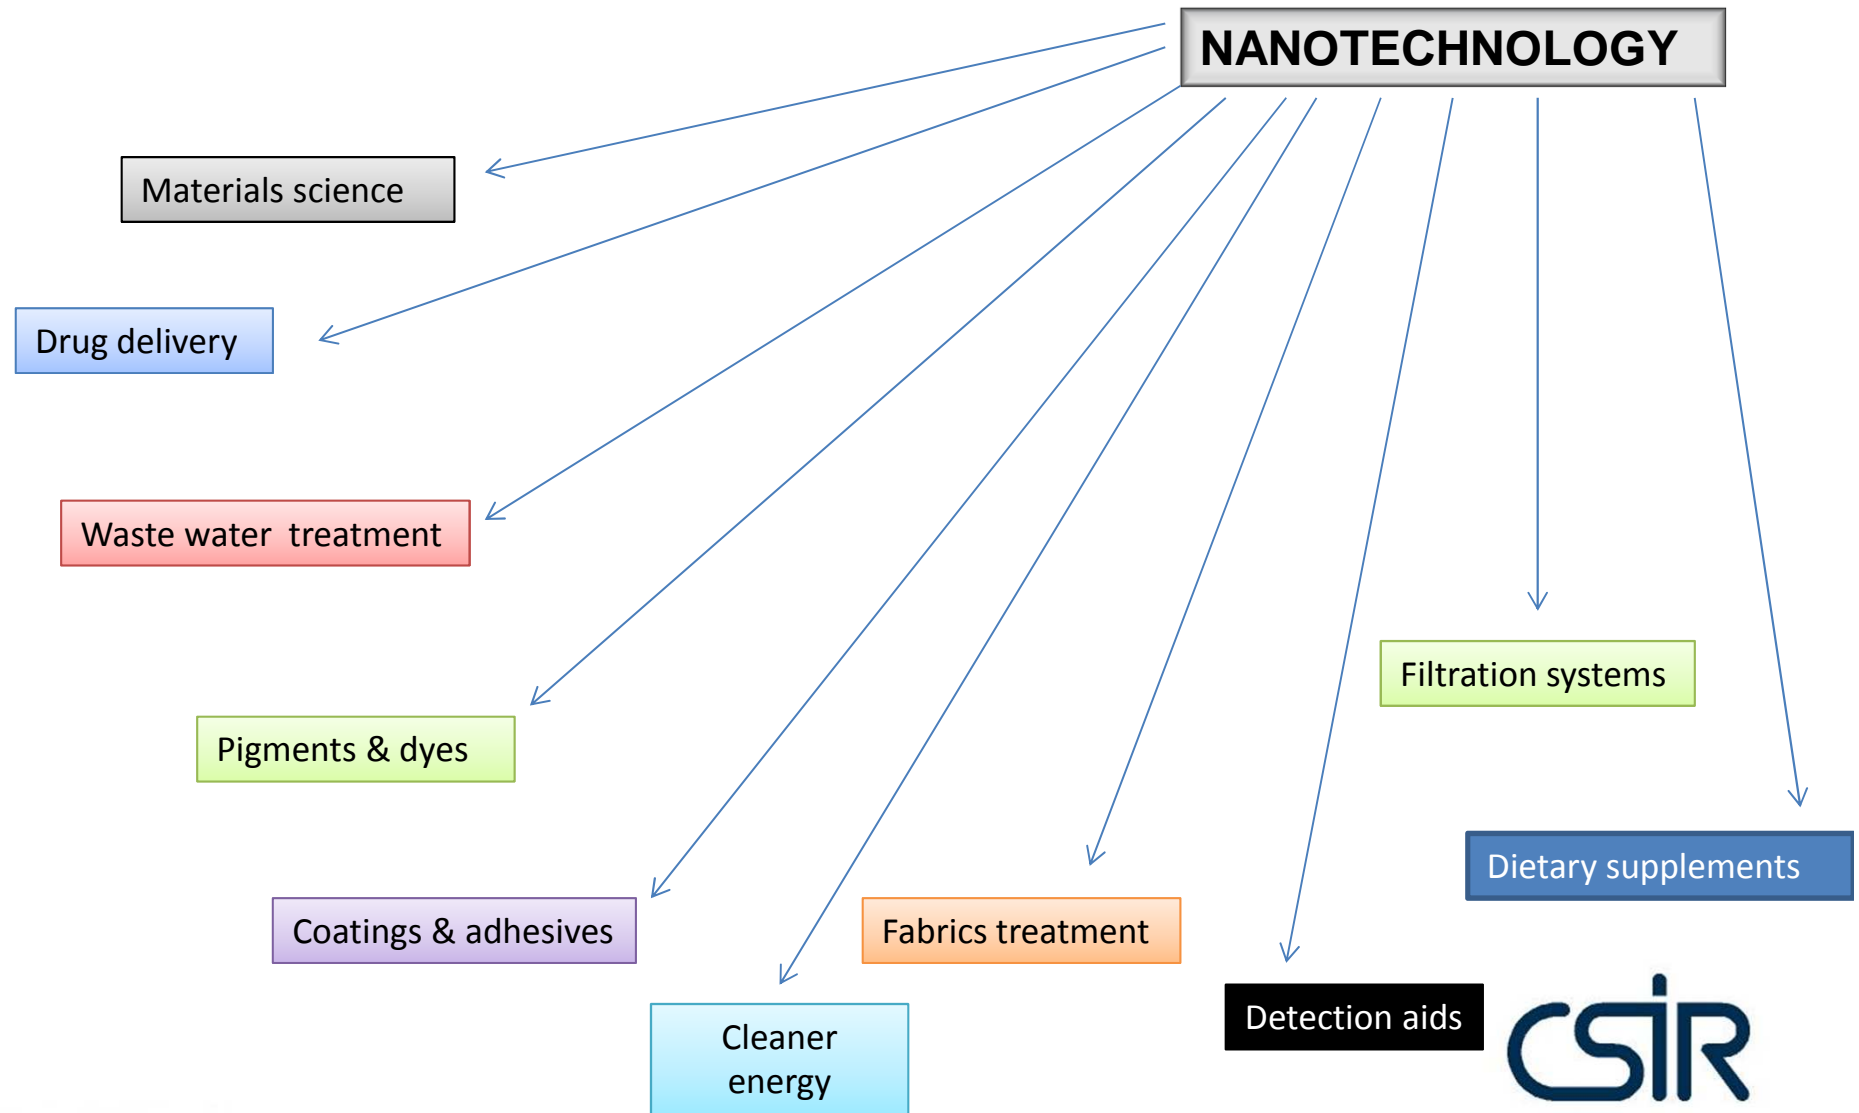 NANOTECHNOLOGY
Materials science
Drug delivery
Waste water  treatment
Pigments & dyes
Coatings & adhesives
Cleaner
energy
Fabrics treatment
Detection aids
Filtration systems
Dietary supplements
CSIR